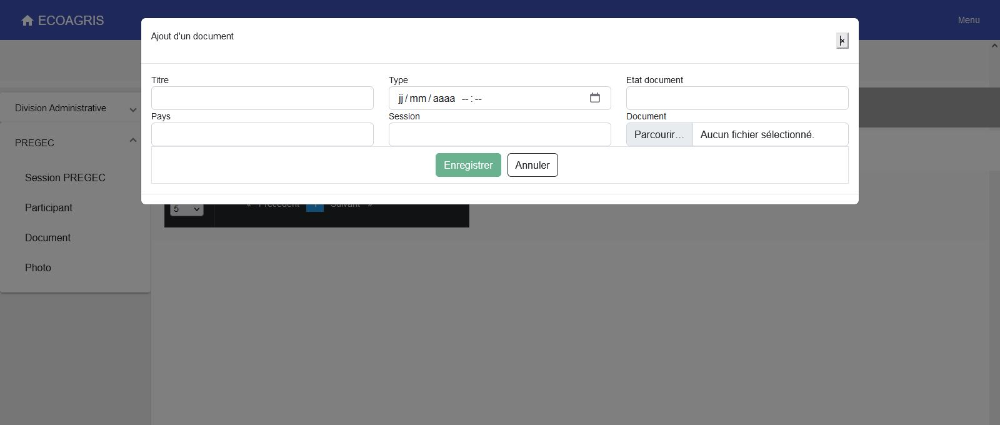 ECOAGRIS
Menu
Ajout d'un document
×
Titre
Type
Etat document
jj/mm/aaaa --:--
Pays
Session
Document
Parcourir...
Aucun fichier sélectionné.
Enregistrer
Annuler
Division Administrative
PREGEC
Session PREGEC
Participant
Document
Photo
5
« Précédent 1 Suivant »